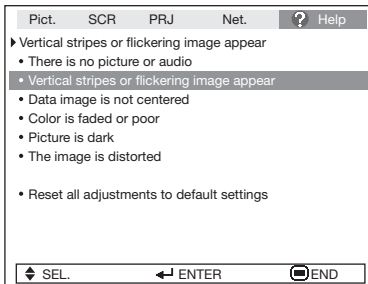 Pict. SCR PRJ Net. ? Help
Vertical stripes or flickering image appear
• There is no picture or audio
• Vertical stripes or flickering image appear
• Data image is not centered
• Color is faded or poor
• Picture is dark
• The image is distorted
• Reset all adjustments to default settings
SEL. ENTER END